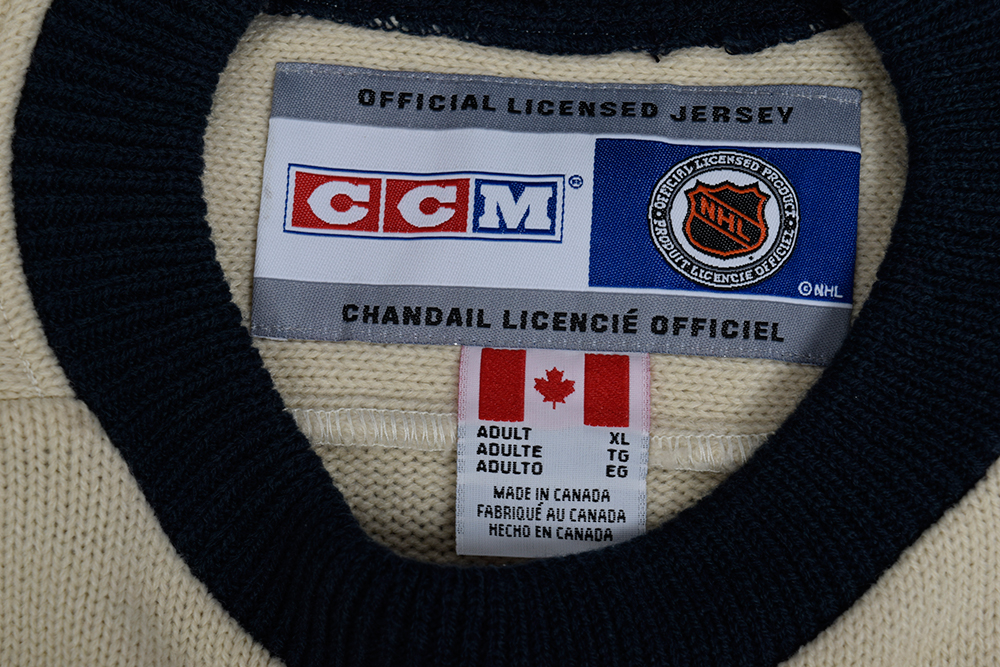 OFFICIAL LICENSED JERSEY
CCM®
OFFICIAL LICENSED PRODUCT
NHL
PRODUIT LICENCIE OFFICIEL
©NHL
CHANDAIL LICENCIÉ OFFICIEL
ADULT XL
ADULTE TG
ADULTO EG
MADE IN CANADA
FABRIQUÉ AU CANADA
HECHO EN CANADA